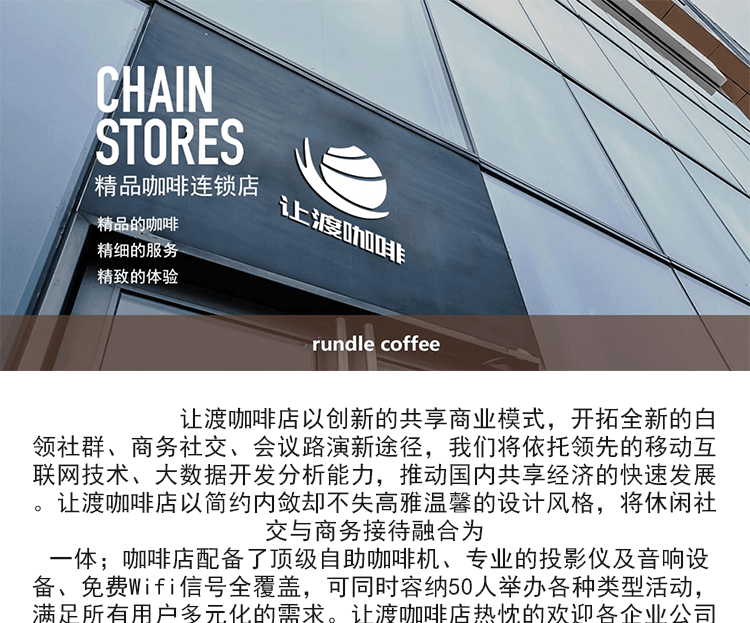 CHAIN
STORES
精品咖啡连锁店
精品的咖啡
精细的服务
精致的体验
让渡咖啡
rundle coffee
让渡咖啡店以创新的共享商业模式，开拓全新的白
领社群、商务社交、会议路演新途径，我们将依托领先的移动互
联网技术、大数据开发分析能力，推动国内共享经济的快速发展
。让渡咖啡店以简约内敛却不失高雅温馨的设计风格，将休闲社
交与商务接待融合为
一体；咖啡店配备了顶级自助咖啡机、专业的投影仪及音响设
备、免费Wifi信号全覆盖，可同时容纳50人举办各种类型活动，
满足所有用户多元化的需求。让渡咖啡店热忱的欢迎各企业公司